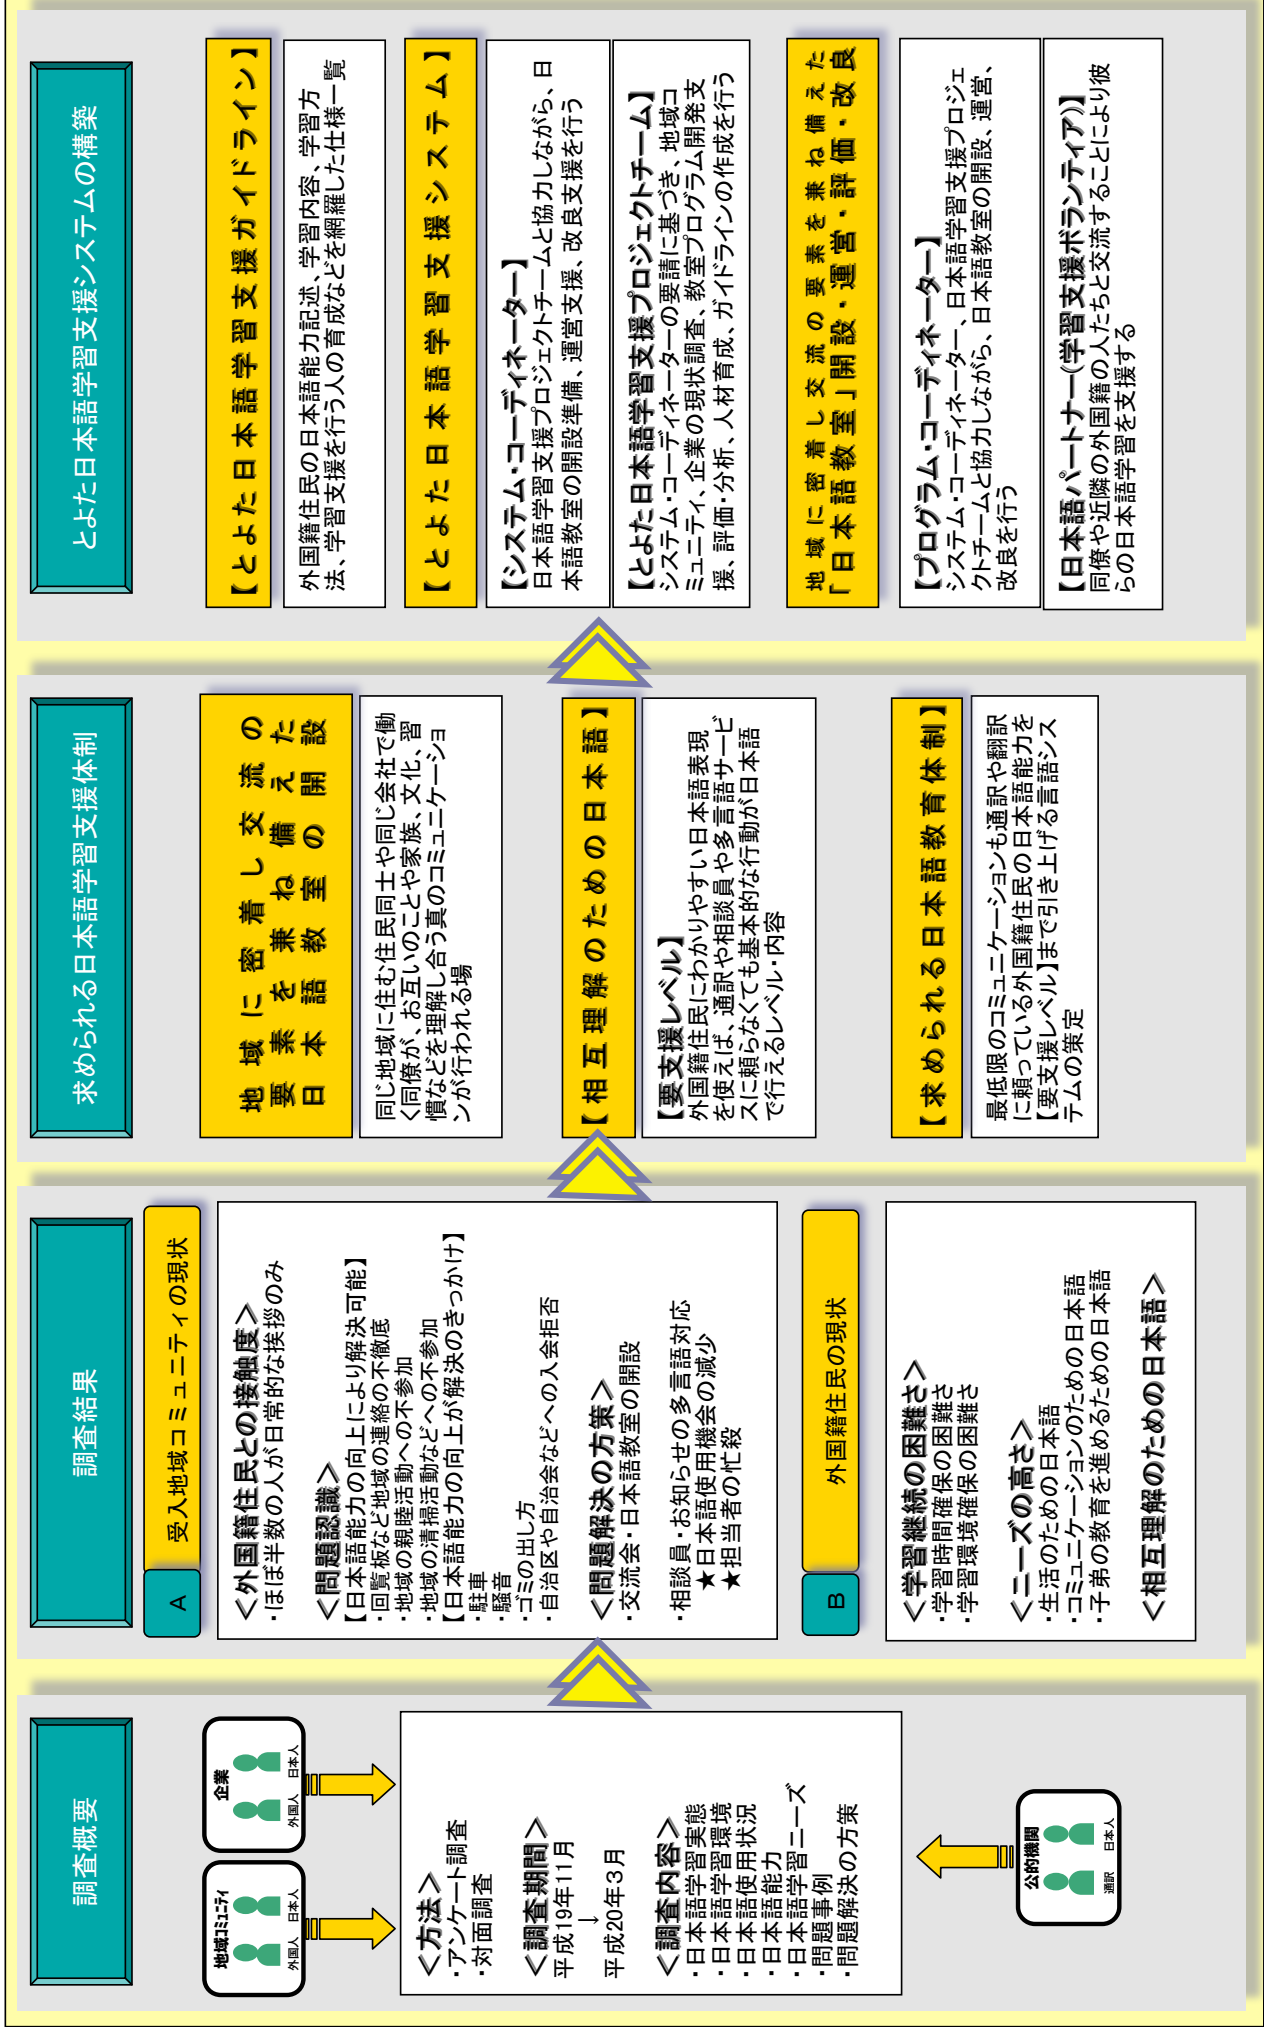 調査概要
地域コミュニティ
外国人 日本人
企業
外国人 日本人
＜方法＞
・アンケート調査
・対面調査
＜調査期間＞
平成19年11月
↓
平成20年3月
＜調査内容＞
・日本語学習実態
・日本語学習環境
・日本語使用状況
・日本語能力
・日本語学習ニーズ
・問題事例
・問題解決の方策
公的機関
通訳 日本人
調査結果
A 受入地域コミュニティの現状
＜外国籍住民との接触度＞
・ほぼ半数の人が日常的な挨拶のみ
＜問題認識＞
【日本語能力の向上により解決可能】
・回覧板など地域の連絡の不徹底
・地域の親睦活動への不参加
・地域の清掃活動などへの不参加
【日本語能力の向上が解決のきっかけ】
・駐車
・騒音
・ゴミの出し方
・自治区や自治会などへの入会拒否
＜問題解決の方策＞
・交流会・日本語教室の開設
・相談員・お知らせの多言語対応
★日本語使用機会の減少
★担当者の忙殺
B 外国籍住民の現状
＜学習継続の困難さ＞
・学習時間確保の困難さ
・学習環境確保の困難さ
＜ニーズの高さ＞
・生活のための日本語
・コミュニケーションのための日本語
・子弟の教育を進めるための日本語
＜相互理解のための日本語＞
求められる日本語学習支援体制
地域に密着し交流の
要素を兼ね備えた
日本語教室の開設
同じ地域に住む住民同士や同じ会社で働
く同僚が、お互いのことや家族、文化、習
慣などを理解し合う真のコミュニケーショ
ンが行われる場
【相互理解のための日本語】
【要支援レベル】
外国籍住民にわかりやすい日本語表現
を使えば、通訳や相談員や多言語サービ
スに頼らなくても基本的な行動が日本語
で行えるレベル・内容
【求められる日本語教育体制】
最低限のコミュニケーションも通訳や翻訳
に頼っている外国籍住民の日本語能力を
【要支援レベル】まで引き上げる言語シス
テムの策定
とよた日本語学習支援システムの構築
【とよた日本語学習支援ガイドライン】
外国籍住民の日本語能力記述、学習内容、学習方
法、学習支援を行う人の育成などを網羅した仕様一覧
【とよた日本語学習支援システム】
【システム・コーディネーター】
日本語学習支援プロジェクトチームと協力しながら、日
本語教室の開設準備、運営支援、改良支援を行う
【とよた日本語学習支援プロジェクトチーム】
システム・コーディネーターの要請に基づき、地域コ
ミュニティ、企業の現状調査、教室プログラム開発支
援、評価・分析、人材育成、ガイドラインの作成を行う
地域に密着し交流の要素を兼ね備えた
「日本語教室」開設・運営・評価・改良
【プログラム・コーディネーター】
システム・コーディネーター、日本語学習支援プロジェ
クトチームと協力しながら、日本語教室の開設、運営、
改良を行う
【日本語パートナー(学習支援ボランティア)】
同僚や近隣の外国籍の人たちと交流することにより彼
らの日本語学習を支援する